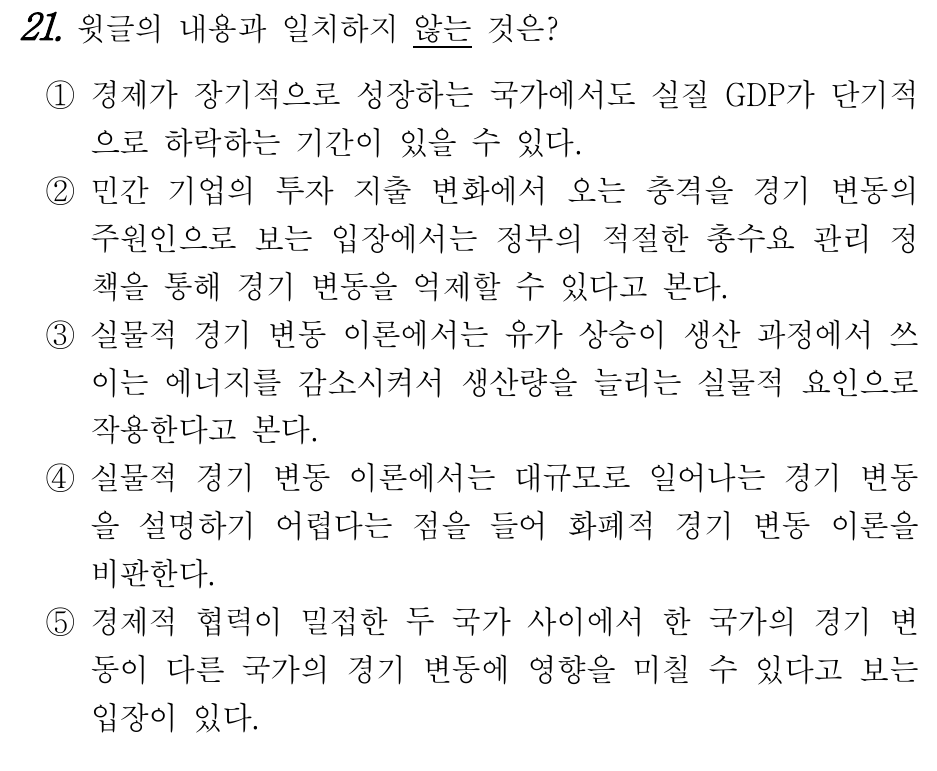 21. 윗글의 내용과 일치하지 않는 것은?
① 경제가 장기적으로 성장하는 국가에서도 실질 GDP가 단기적
으로 하락하는 기간이 있을 수 있다.
② 민간 기업의 투자 지출 변화에서 오는 충격을 경기 변동의
주원인으로 보는 입장에서는 정부의 적절한 총수요 관리 정
책을 통해 경기 변동을 억제할 수 있다고 본다.
③ 실물적 경기 변동 이론에서는 유가 상승이 생산 과정에서 쓰
이는 에너지를 감소시켜서 생산량을 늘리는 실물적 요인으로
작용한다고 본다.
④ 실물적 경기 변동 이론에서는 대규모로 일어나는 경기 변동
을 설명하기 어렵다는 점을 들어 화폐적 경기 변동 이론을
비판한다.
⑤ 경제적 협력이 밀접한 두 국가 사이에서 한 국가의 경기 변
동이 다른 국가의 경기 변동에 영향을 미칠 수 있다고 보는
입장이 있다.